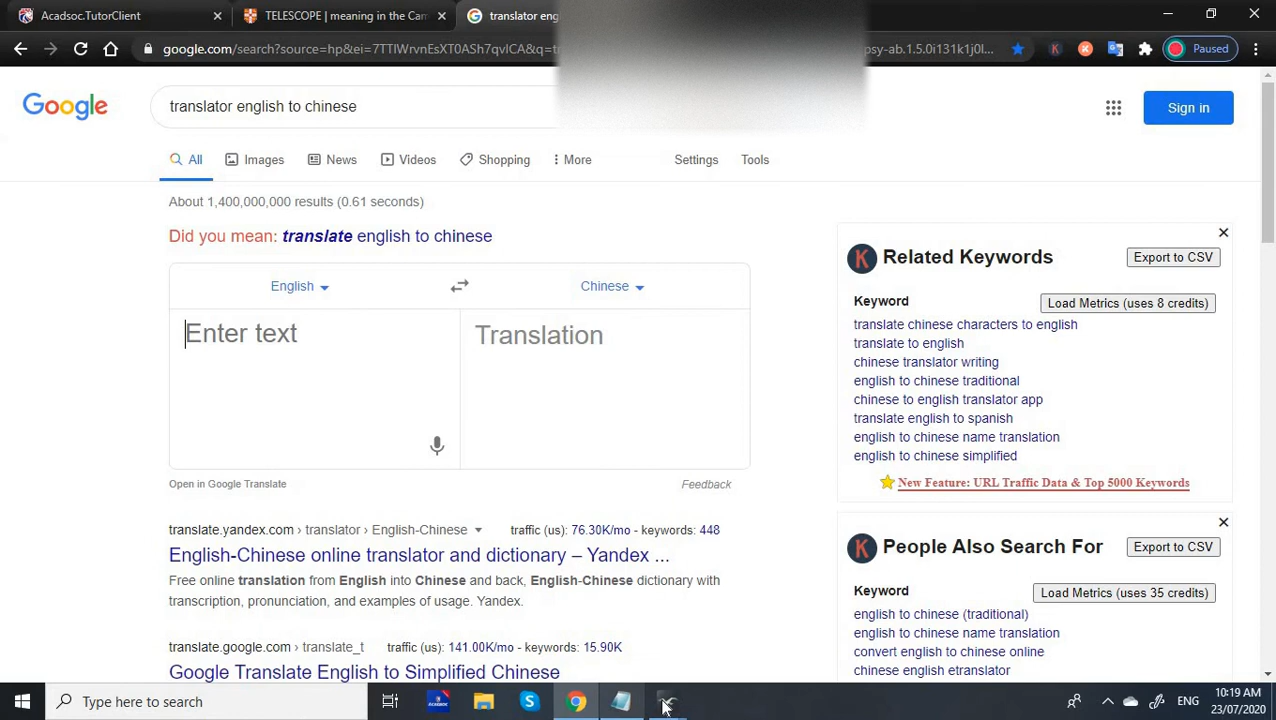 Acadsoc.TutorClient
TELESCOPE | meaning in the Cam
translator eng
google.com/search?source=hp&ei=7TTIWrvnEsXT0ASh7qvICA&q=tr
psy-ab.1.5.0i131k1j0l...
Paused
Google
translator english to chinese
Sign in
All
Images
News
Videos
Shopping
More
Settings
Tools
About 1,400,000,000 results (0.61 seconds)
Did you mean: translate english to chinese
English
Chinese
Enter text
Translation
Open in Google Translate
Feedback
translate.yandex.com › translator › English-Chinese
traffic (us): 76.30K/mo - keywords: 448
English-Chinese online translator and dictionary – Yandex ...
Free online translation from English into Chinese and back, English-Chinese dictionary with
transcription, pronunciation, and examples of usage. Yandex.
translate.google.com › translate_t
traffic (us): 141.00K/mo - keywords: 15.90K
Google Translate English to Simplified Chinese
K
Related Keywords
Export to CSV
Keyword
Load Metrics (uses 8 credits)
translate chinese characters to english
translate to english
chinese translator writing
english to chinese traditional
chinese to english translator app
translate english to spanish
english to chinese name translation
english to chinese simplified
New Feature: URL Traffic Data & Top 5000 Keywords
K
People Also Search For
Export to CSV
Keyword
Load Metrics (uses 35 credits)
english to chinese (traditional)
english to chinese name translation
convert english to chinese online
chinese english etranslator
Type here to search
ENG
10:19 AM
23/07/2020